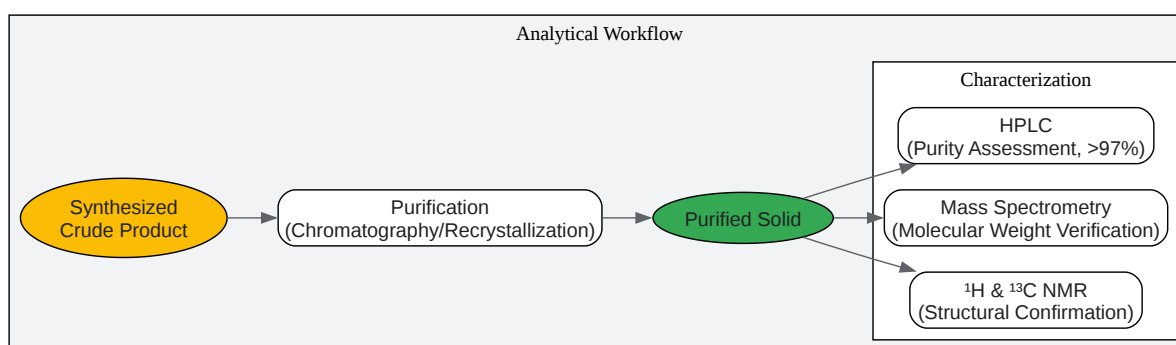 Analytical Workflow
Characterization
HPLC
(Purity Assessment, >97%)
Synthesized
Crude Product
Purification
(Chromatography/Recrystallization)
Purified Solid
Mass Spectrometry
(Molecular Weight Verification)
¹H & ¹³C NMR
(Structural Confirmation)